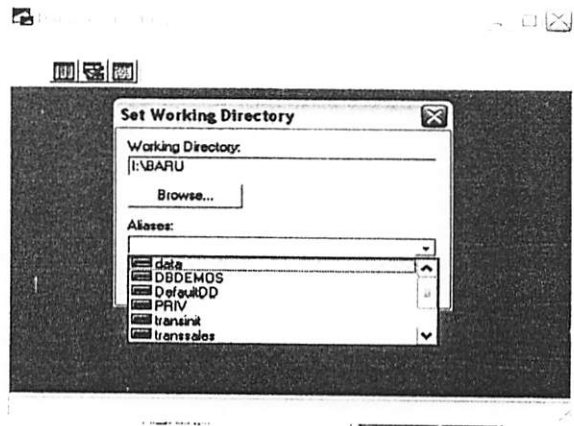 Set Working Directory
Working Directory:
I:\BARU
Browse...
Aliases:
data
DBDEMOS
DefaultDD
PRIV
transinit
transsales